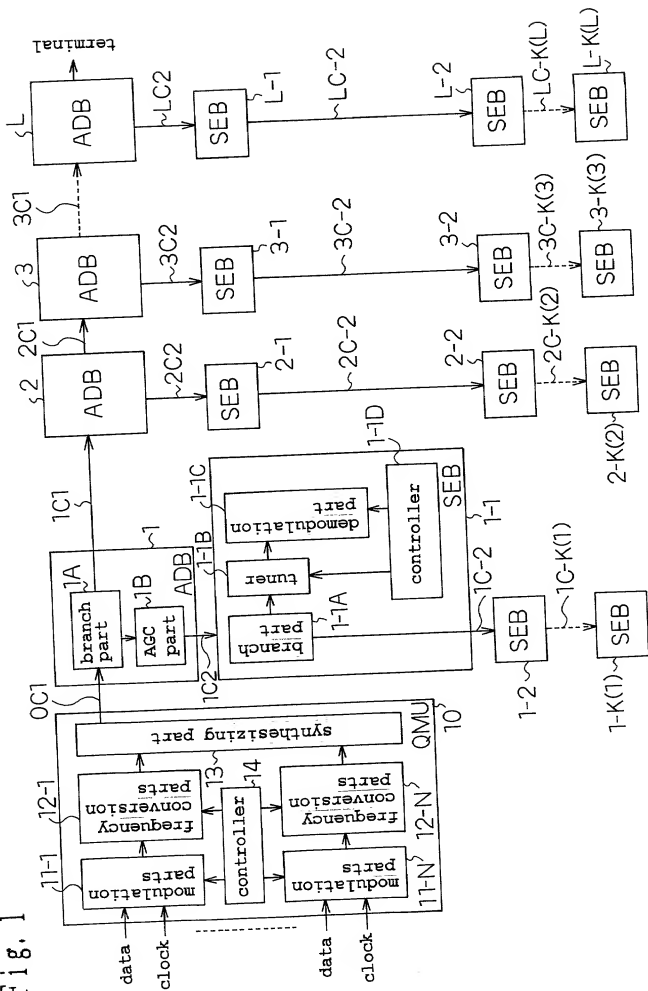 Fig. 1
data
clock
data
clock
11-1
modulation
parts
12-1
frequency
conversion
parts
controller
14
13
synthesizing part
modulation
parts
11-N
frequency
conversion
parts
12-N
QMU
10
0C1
1A
branch
part
1B
AGC
part
ADB
1
1C1
1C2
1-1B
1-1C
branch
part
1-1A
tuner
demodulation
part
controller
1-1D
SEB
1-1
1C-2
SEB
1-2
1C-K(1)
SEB
1-K(1)
2
ADB
2C1
2C2
SEB
2-1
2C-2
SEB
2-2
2C-K(2)
SEB
2-K(2)
3
ADB
3C1
3C2
SEB
3-1
3C-2
SEB
3-2
3C-K(3)
SEB
3-K(3)
L
ADB
terminal
LC2
SEB
L-1
LC-2
SEB
L-2
LC-K(L)
SEB
L-K(L)